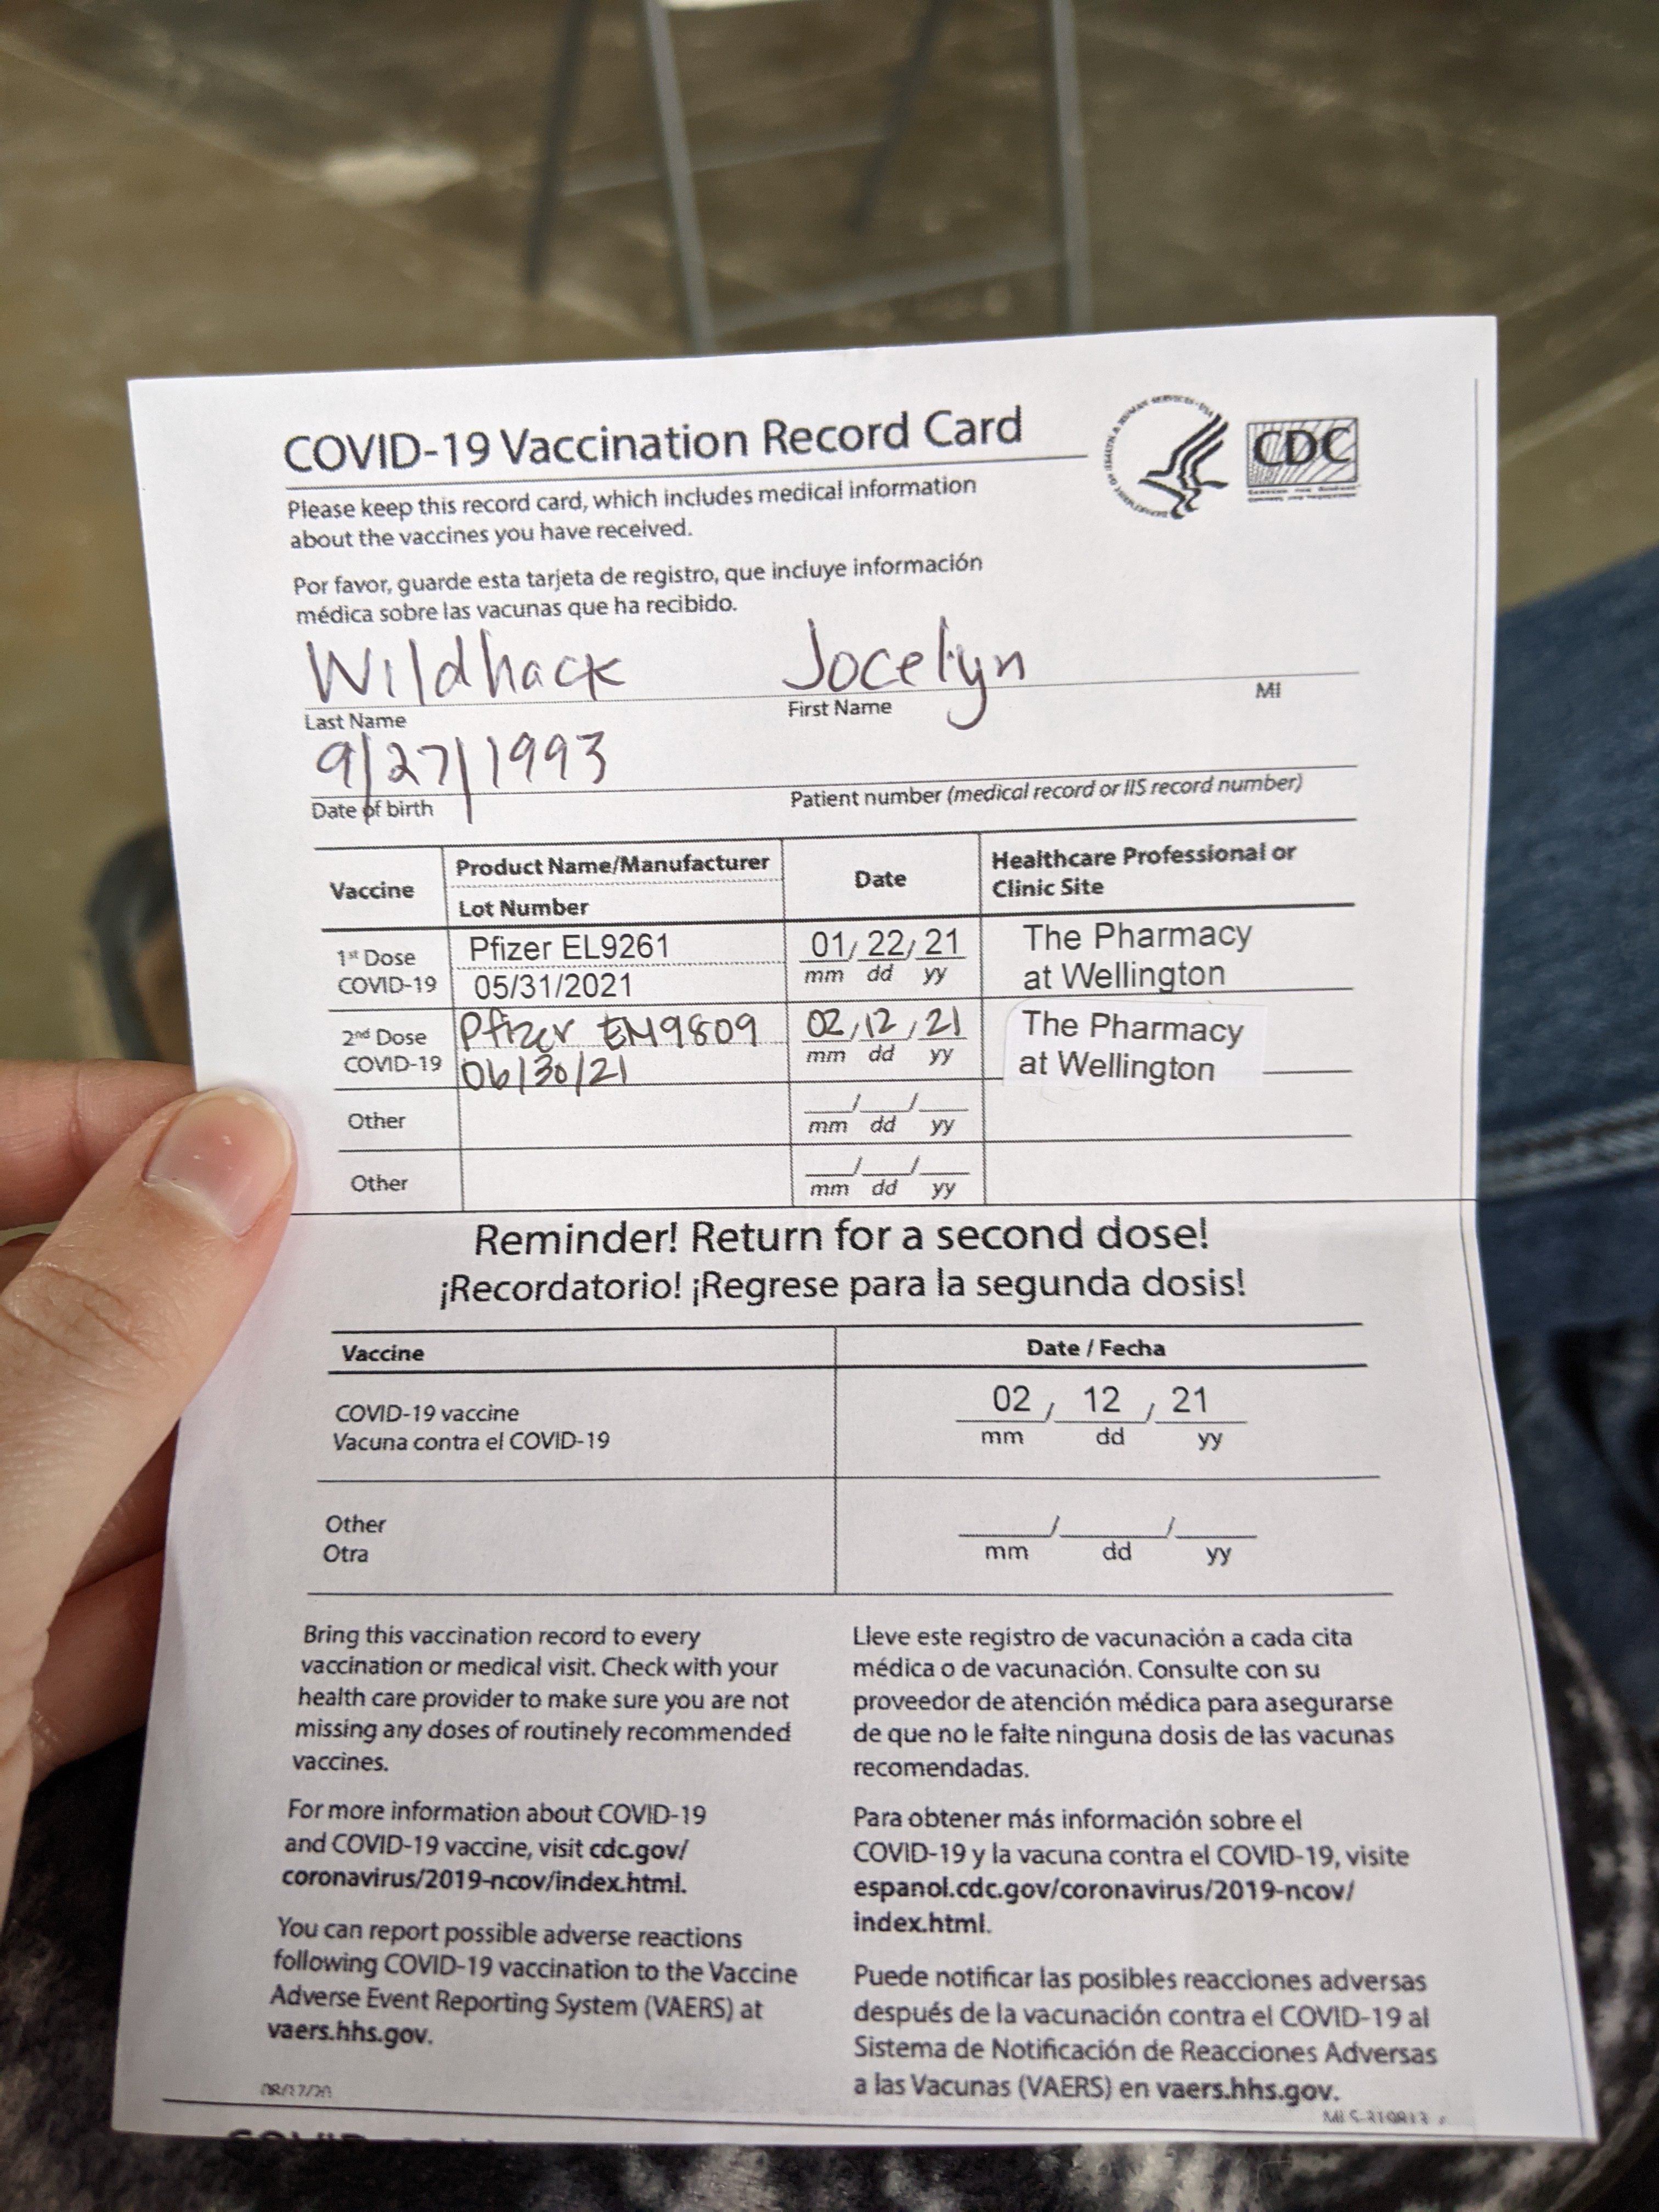 COVID-19 Vaccination Record Card
CDC
Please keep this record card, which includes medical information
about the vaccines you have received.
Por favor, guarde esta tarjeta de registro, que incluye información
médica sobre las vacunas que ha recibido.
Wildhack Jocelyn
Last Name First Name MI
9/27/1993
Date of birth Patient number (medical record or IIS record number)
Vaccine Product Name/Manufacturer Date Healthcare Professional or
Lot Number Clinic Site
1st Dose Pfizer EL9261 01/22/21 The Pharmacy
COVID-19 05/31/2021 mm dd yy at Wellington
2nd Dose Pfizer EM9809 02/12/21 The Pharmacy
COVID-19 06/30/21 mm dd yy at Wellington
Other / /
mm dd yy
Other / /
mm dd yy
Reminder! Return for a second dose!
¡Recordatorio! ¡Regrese para la segunda dosis!
Vaccine Date / Fecha
COVID-19 vaccine 02 / 12 / 21
Vacuna contra el COVID-19 mm dd yy
Other / /
Otra mm dd yy
Bring this vaccination record to every
vaccination or medical visit. Check with your
health care provider to make sure you are not
missing any doses of routinely recommended
vaccines.
For more information about COVID-19
and COVID-19 vaccine, visit cdc.gov/
coronavirus/2019-ncov/index.html.
You can report possible adverse reactions
following COVID-19 vaccination to the Vaccine
Adverse Event Reporting System (VAERS) at
vaers.hhs.gov.
Lleve este registro de vacunación a cada cita
médica o de vacunación. Consulte con su
proveedor de atención médica para asegurarse
de que no le falte ninguna dosis de las vacunas
recomendadas.
Para obtener más información sobre el
COVID-19 y la vacuna contra el COVID-19, visite
espanol.cdc.gov/coronavirus/2019-ncov/
index.html.
Puede notificar las posibles reacciones adversas
después de la vacunación contra el COVID-19 al
Sistema de Notificación de Reacciones Adversas
a las Vacunas (VAERS) en vaers.hhs.gov.